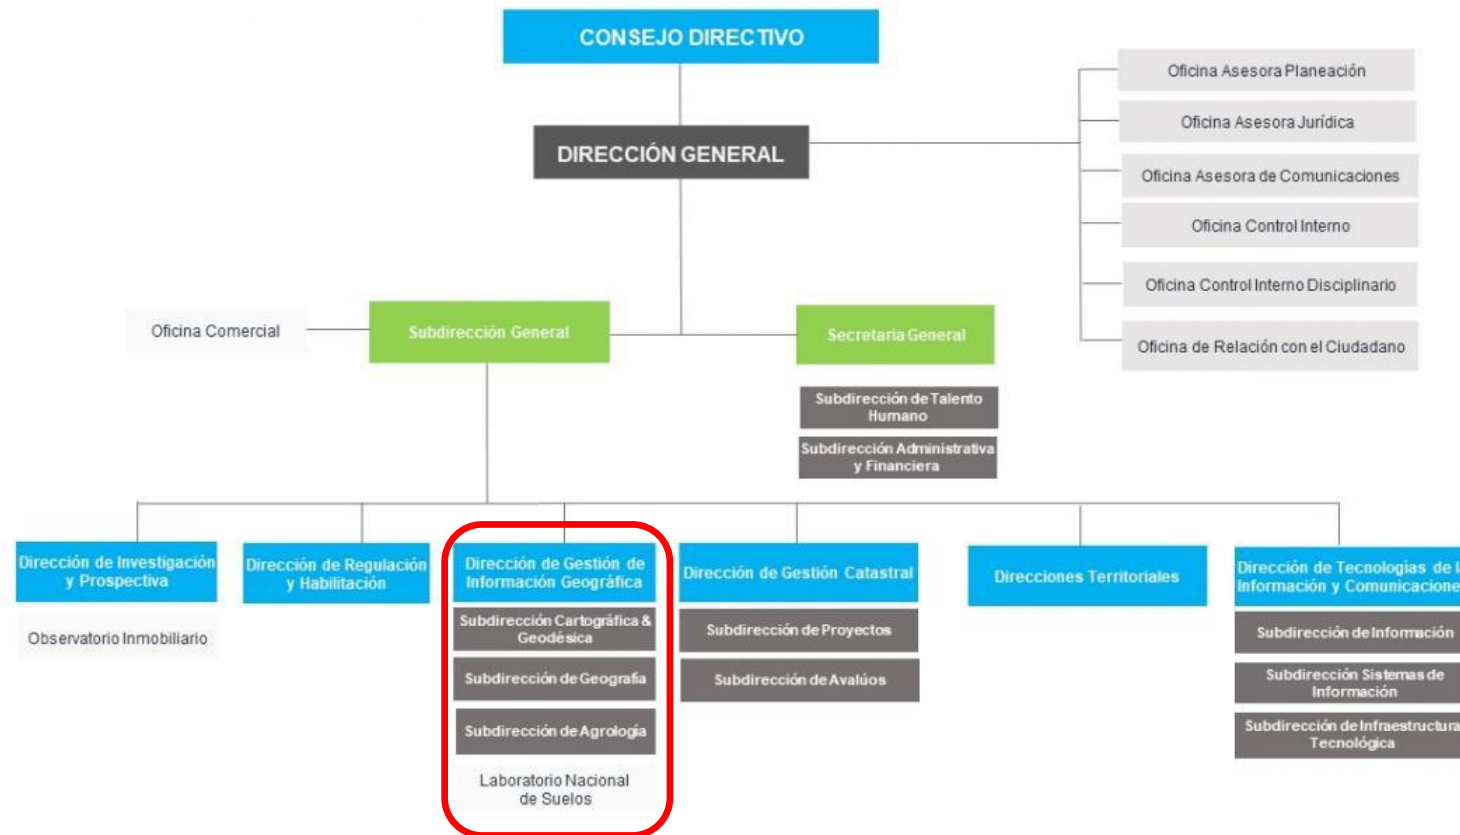 CONSEJO DIRECTIVO
DIRECCIÓN GENERAL
Oficina Asesora Planeación
Oficina Asesora Jurídica
Oficina Asesora de Comunicaciones
Oficina Control Interno
Oficina Control Interno Disciplinario
Oficina de Relación con el Ciudadano
Oficina Comercial
Subdirección General
Secretaria General
Subdirección de Talento
Humano
Subdirección Administrativa
y Financiera
Dirección de Investigación
y Prospectiva
Observatorio Inmobiliario
Dirección de Regulación
y Habilitación
Dirección de Gestión de
Información Geográfica
Subdirección Cartográfica &
Geodésica
Subdirección de Geografía
Subdirección de Agrología
Laboratorio Nacional
de Suelos
Dirección de Gestión Catastral
Subdirección de Proyectos
Subdirección de Avalúos
Direcciones Territoriales
Dirección de Tecnologías de l
Información y Comunicacione
Subdirección de Información
Subdirección Sistemas de
Información
Subdirección de Infraestructura
Tecnológica